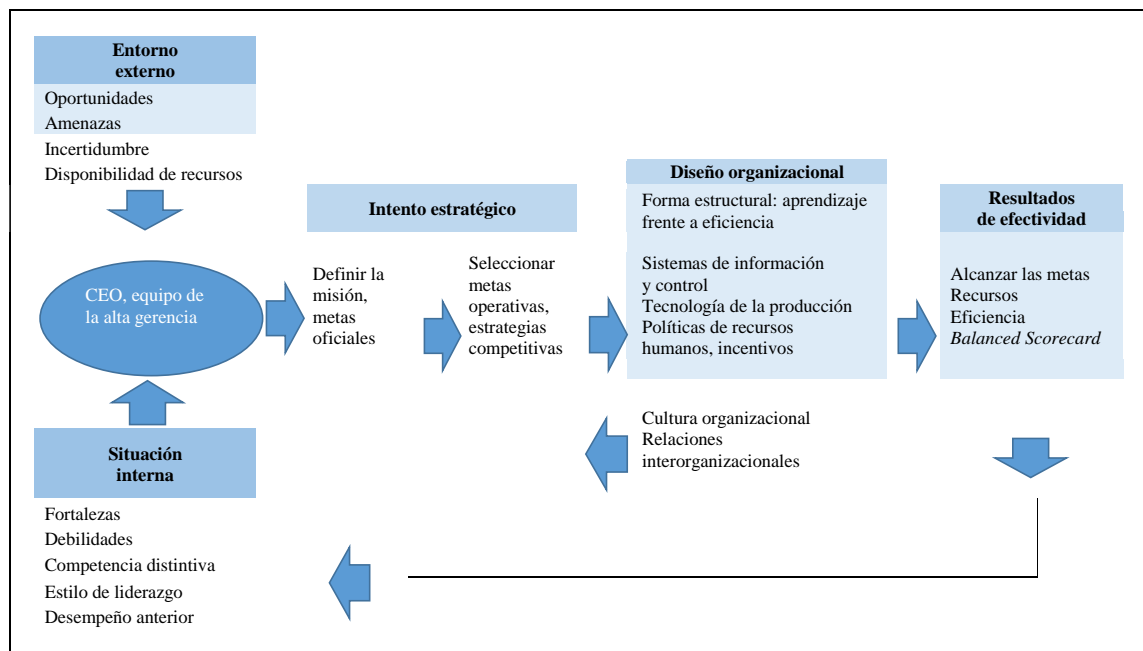 Entorno
externo
Oportunidades
Amenazas
Incertidumbre
Disponibilidad de recursos
CEO, equipo de
la alta gerencia
Situación
interna
Fortalezas
Debilidades
Competencia distintiva
Estilo de liderazgo
Desempeño anterior
Intento estratégico
Definir la
misión,
metas
oficiales
Seleccionar
metas
operativas,
estrategias
competitivas
Diseño organizacional
Forma estructural: aprendizaje
frente a eficiencia
Sistemas de información
y control
Tecnología de la producción
Políticas de recursos
humanos, incentivos
Cultura organizacional
Relaciones
interorganizacionales
Resultados
de efectividad
Alcanzar las metas
Recursos
Eficiencia
Balanced Scorecard